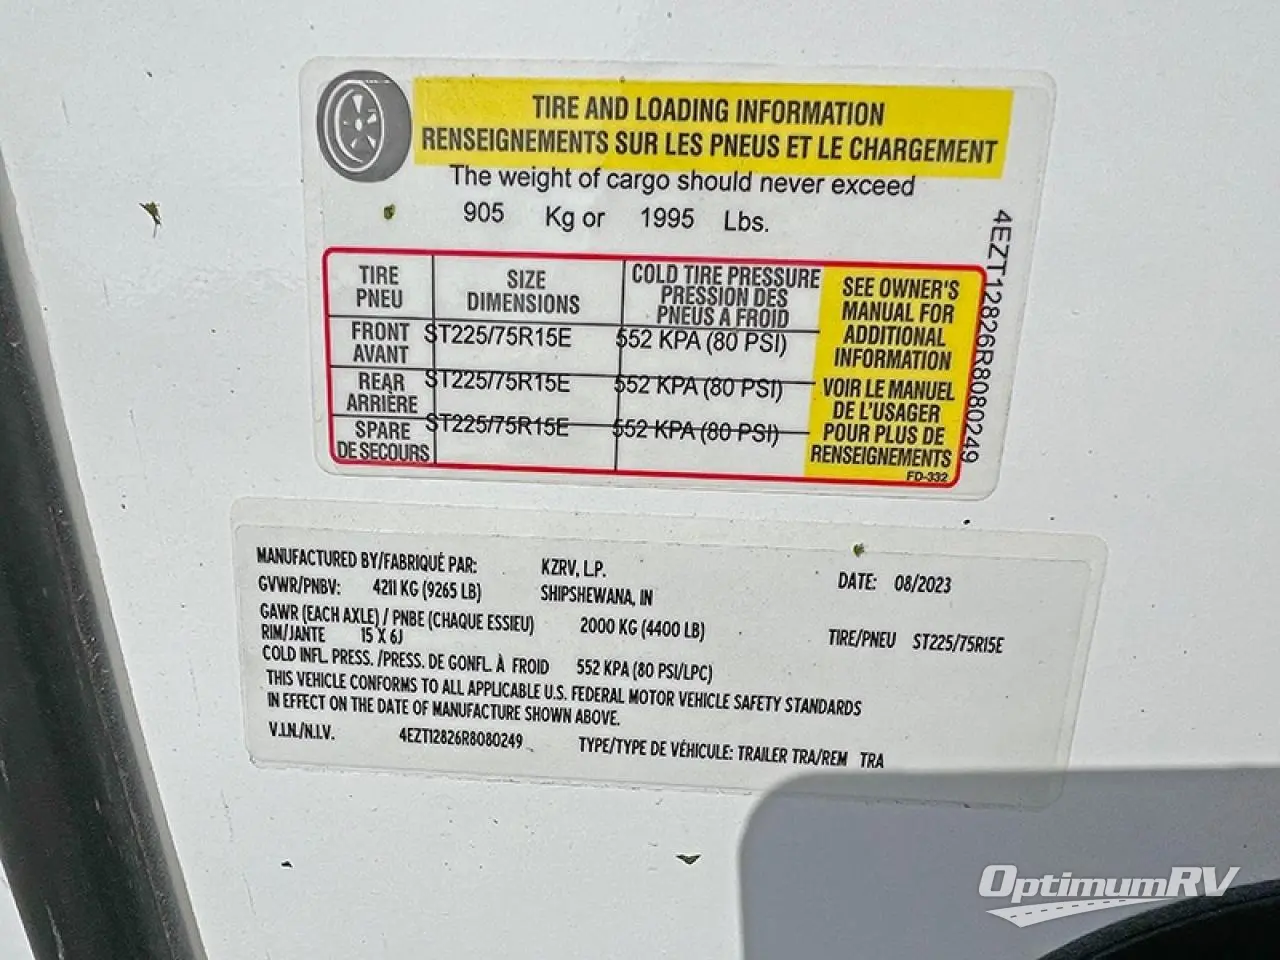 TIRE AND LOADING INFORMATION
RENSEIGNEMENTS SUR LES PNEUS ET LE CHARGEMENT
The weight of cargo should never exceed
905 Kg or 1995 Lbs.
TIRE SIZE COLD TIRE PRESSURE
PNEU DIMENSIONS PRESSION DES
PNEUS A FROID
FRONT ST225/75R15E 552 KPA (80 PSI)
AVANT
REAR ST225/75R15E 552 KPA (80 PSI)
ARRIÈRE
SPARE ST225/75R15E 552 KPA (80 PSI)
DE SECOURS
SEE OWNER'S
MANUAL FOR
ADDITIONAL
INFORMATION
VOIR LE MANUEL
DE L'USAGER
POUR PLUS DE
RENSEIGNEMENTS
FD-332
4EZT12826R8080249
MANUFACTURED BY/FABRIQUÉ PAR: KZRV, L.P.
GVWR/PNBV: 4211 KG (9265 LB) SHIPSHEWANA, IN
DATE: 08/2023
GAWR (EACH AXLE) / PNBE (CHAQUE ESSIEU) 2000 KG (4400 LB)
RIM/JANTE 15 X 6J TIRE/PNEU ST225/75R15E
COLD INFL. PRESS. /PRESS. DE GONFL. À FROID 552 KPA (80 PSI/LPC)
THIS VEHICLE CONFORMS TO ALL APPLICABLE U.S. FEDERAL MOTOR VEHICLE SAFETY STANDARDS
IN EFFECT ON THE DATE OF MANUFACTURE SHOWN ABOVE.
V.I.N./N.I.V. 4EZT12826R8080249 TYPE/TYPE DE VÉHICULE: TRAILER TRA/REM TRA
OptimumRV